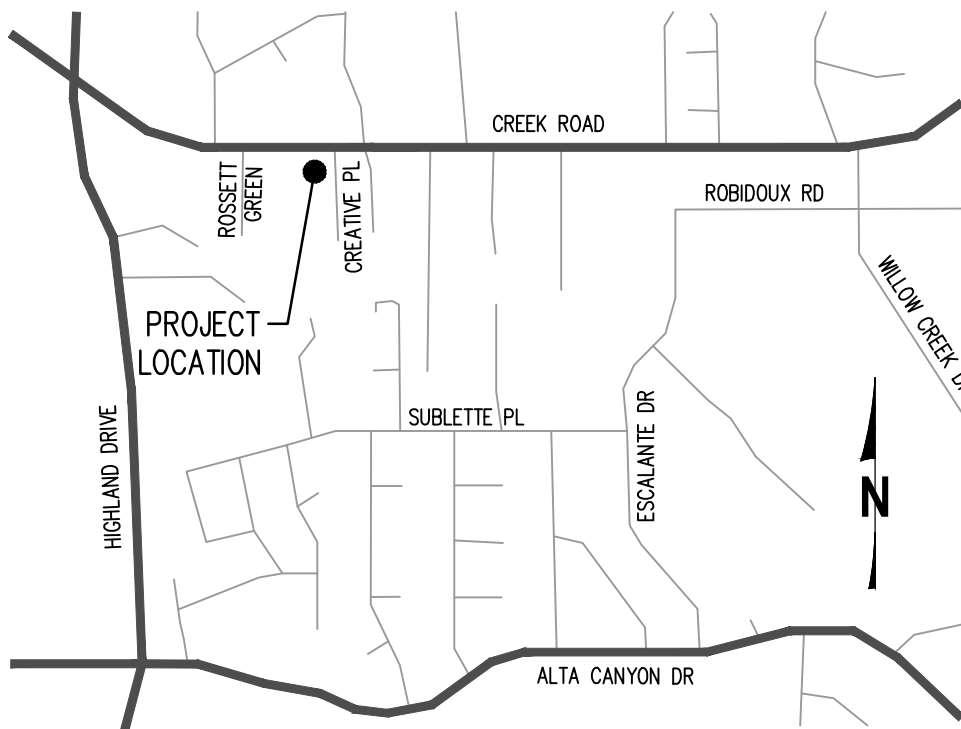 CREEK ROAD
ROSSETT
GREEN
CREATIVE PL
ROBIDOUX RD
WILLOW CREEK
PROJECT
LOCATION
HIGHLAND DRIVE
SUBLETTE PL
ESCALANTE DR
N
ALTA CANYON DR